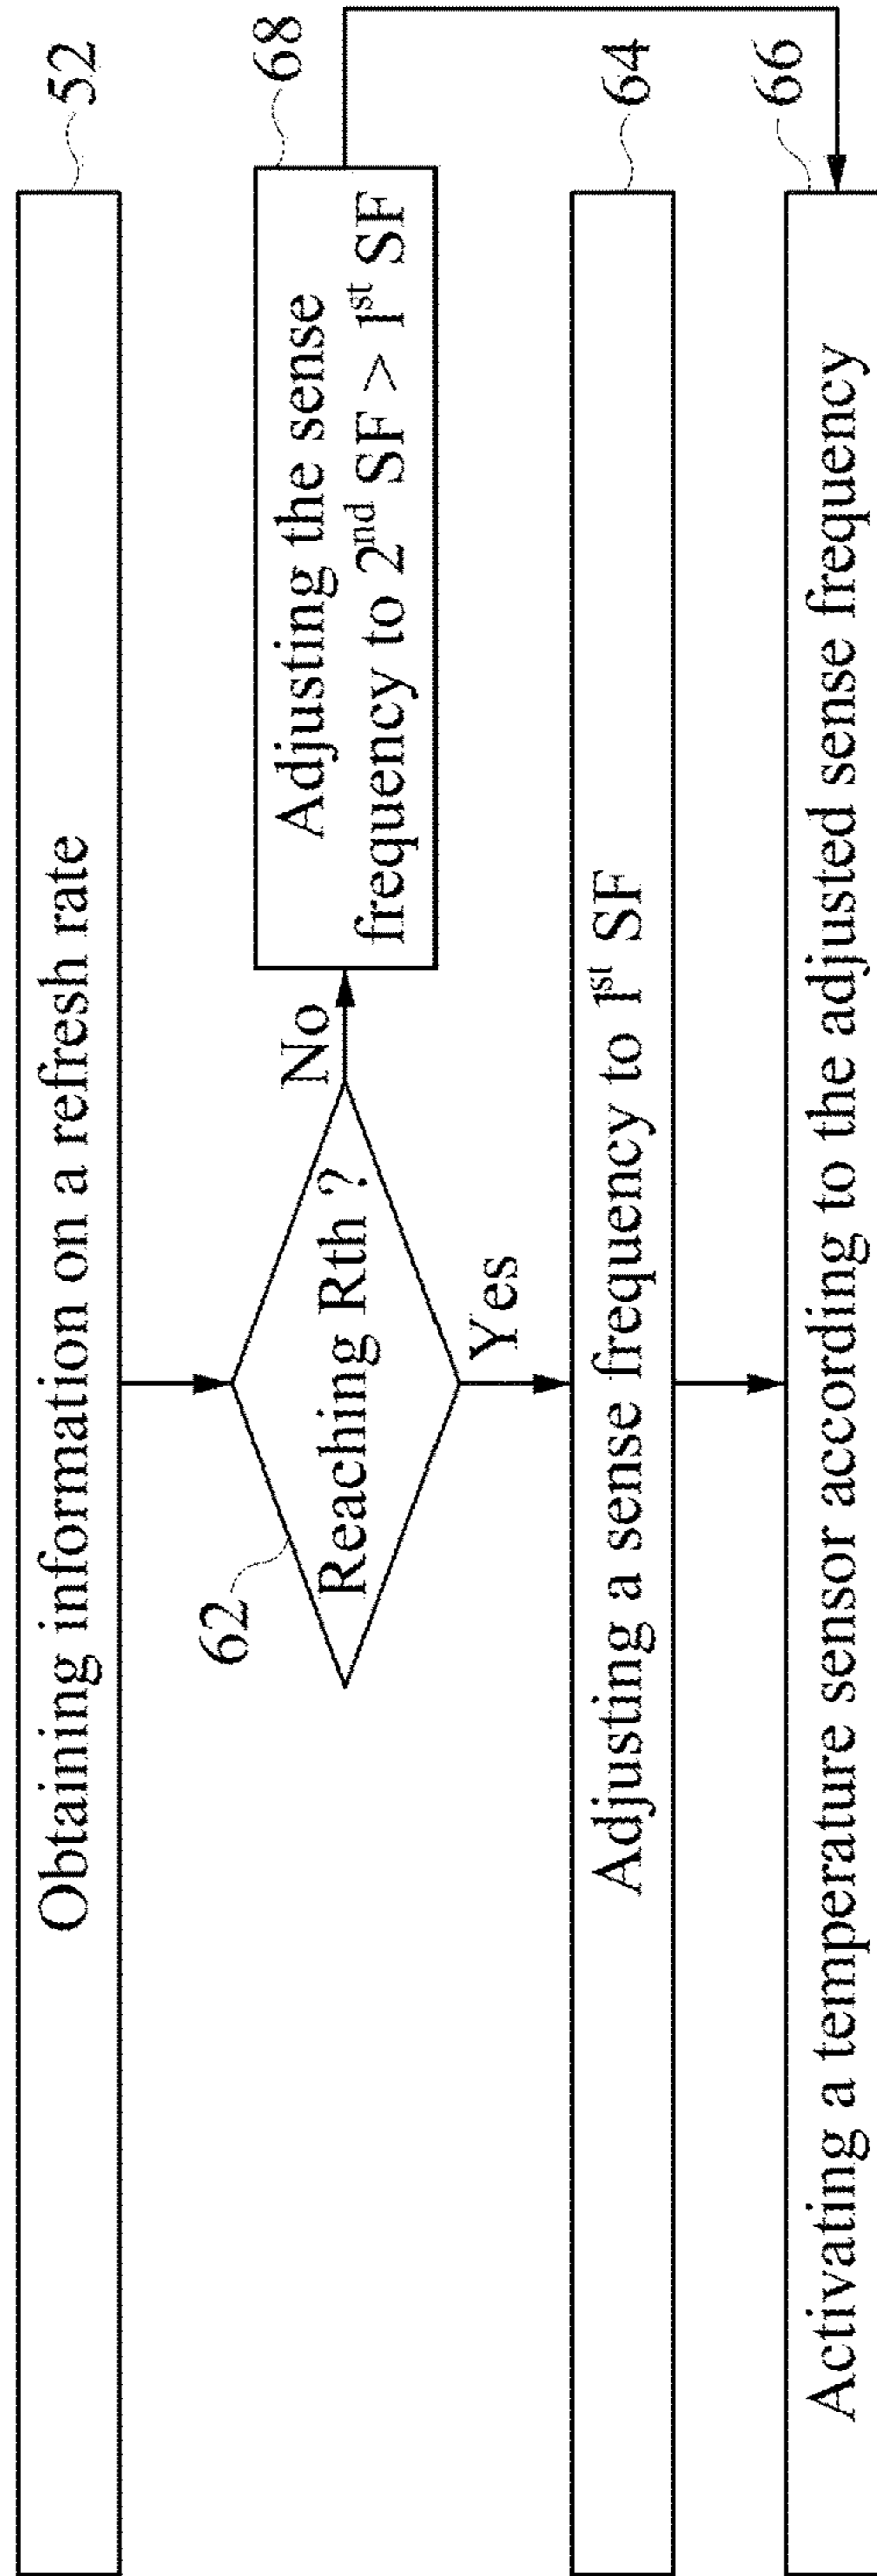 Obtaining information on a refresh rate
52
62
Reaching Rth ?
No
Adjusting the sense
frequency to 2nd SF > 1st SF
68
Yes
Adjusting a sense frequency to 1st SF
64
Activating a temperature sensor according to the adjusted sense frequency
66